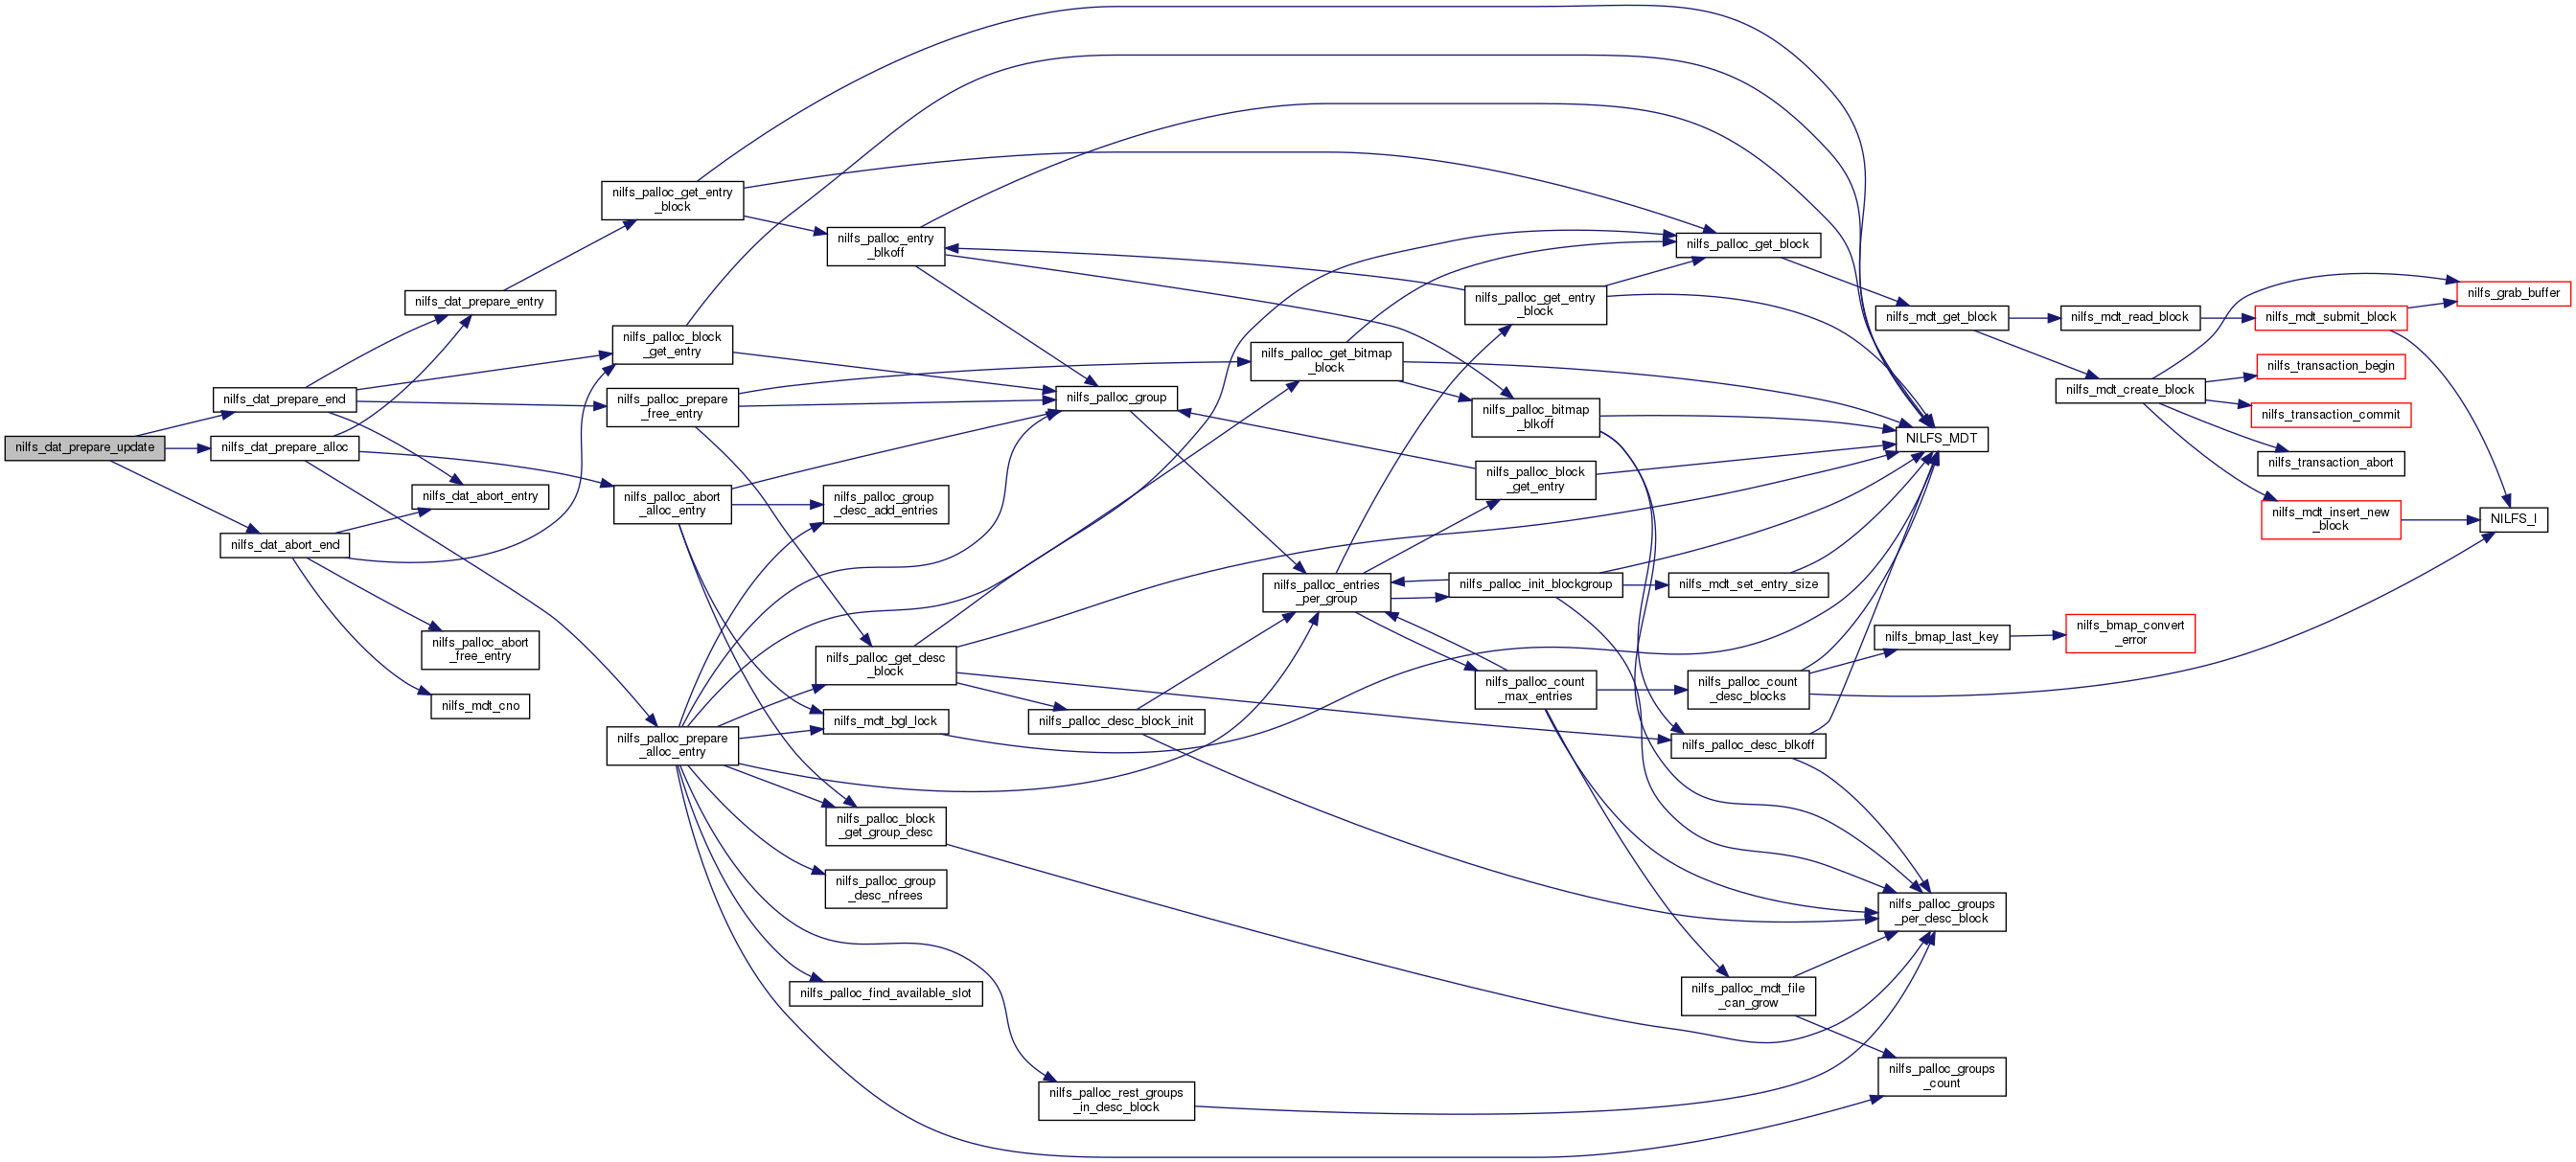 nilfs_dat_prepare_update
nilfs_dat_prepare_end
nilfs_dat_prepare_alloc
nilfs_dat_abort_end
nilfs_dat_prepare_entry
nilfs_dat_abort_entry
nilfs_palloc_abort
_free_entry
nilfs_mdt_cno
nilfs_palloc_get_entry
_block
nilfs_palloc_block
_get_entry
nilfs_palloc_prepare
_free_entry
nilfs_palloc_abort
_alloc_entry
nilfs_palloc_prepare
_alloc_entry
nilfs_palloc_entry
_blkoff
nilfs_palloc_group
_desc_add_entries
nilfs_palloc_get_desc
_block
nilfs_mdt_bgl_lock
nilfs_palloc_block
_get_group_desc
nilfs_palloc_group
_desc_nfrees
nilfs_palloc_find_available_slot
nilfs_palloc_group
nilfs_palloc_desc_block_init
nilfs_palloc_rest_groups
_in_desc_block
nilfs_palloc_get_bitmap
_block
nilfs_palloc_entries
_per_group
nilfs_palloc_get_entry
_block
nilfs_palloc_bitmap
_blkoff
nilfs_palloc_block
_get_entry
nilfs_palloc_init_blockgroup
nilfs_palloc_count
_max_entries
nilfs_palloc_get_block
nilfs_mdt_set_entry_size
nilfs_palloc_count
_desc_blocks
nilfs_palloc_desc_blkoff
nilfs_palloc_mdt_file
_can_grow
nilfs_mdt_get_block
NILFS_MDT
nilfs_bmap_last_key
nilfs_palloc_groups
_per_desc_block
nilfs_palloc_groups
_count
nilfs_mdt_read_block
nilfs_mdt_create_block
nilfs_bmap_convert
_error
nilfs_mdt_submit_block
nilfs_transaction_begin
nilfs_transaction_commit
nilfs_transaction_abort
nilfs_mdt_insert_new
_block
nilfs_grab_buffer
NILFS_I